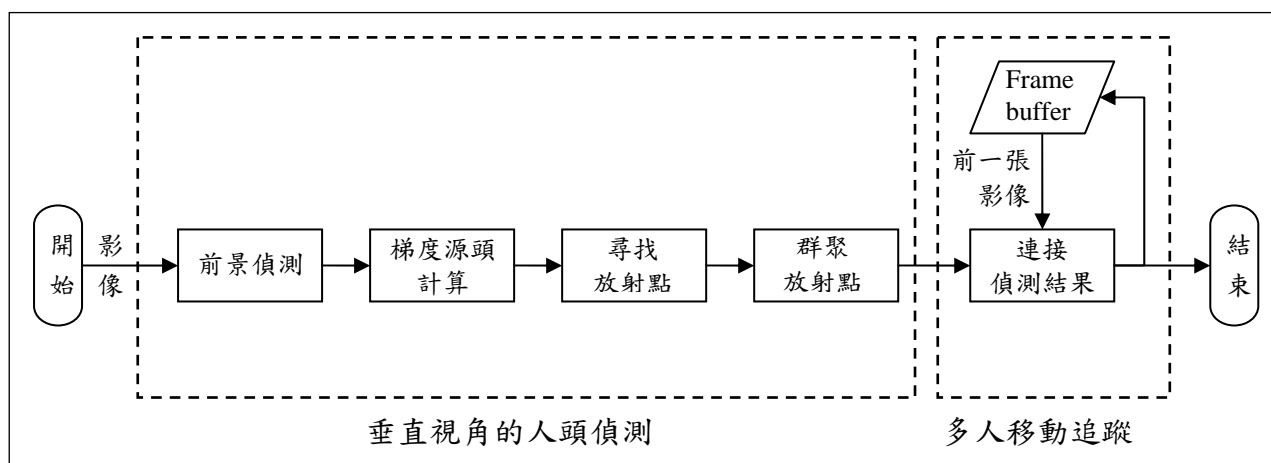 Frame
buffer
前一張
影像
開始
影像
前景偵測
梯度源頭
計算
尋找
放射點
群聚
放射點
連接
偵測結果
結束
垂直視角的人頭偵測
多人移動追蹤